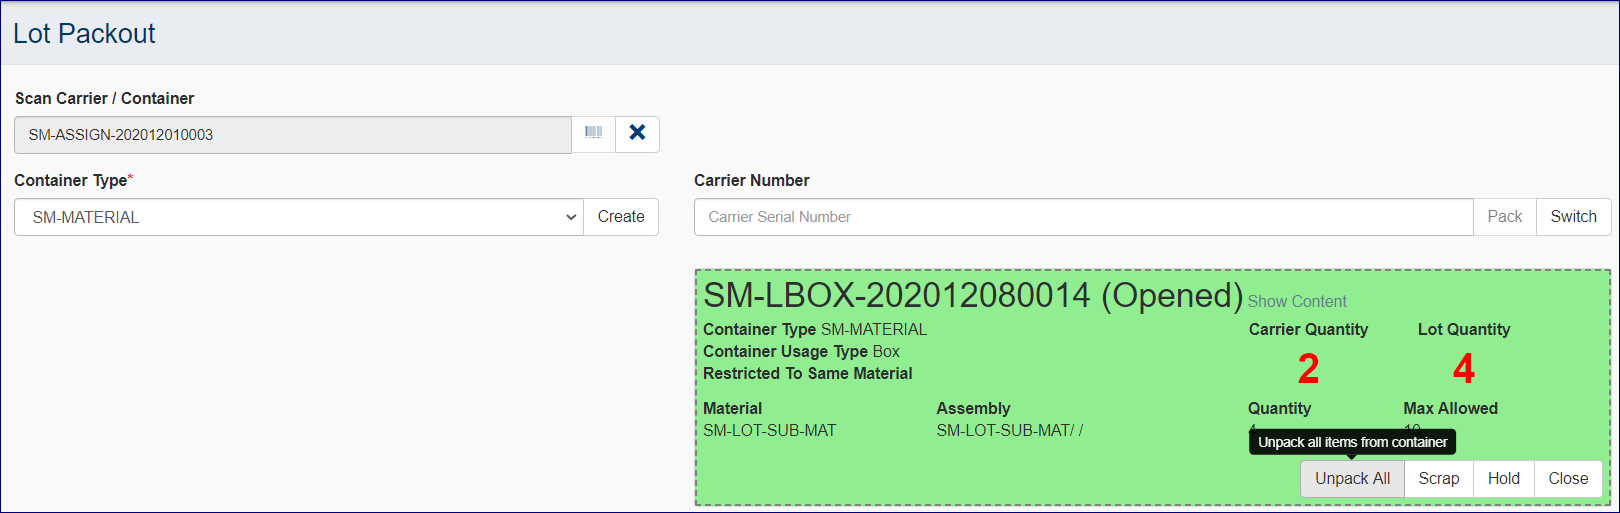 Lot Packout
Scan Carrier / Container
SM-ASSIGN-202012010003
Container Type*
Carrier Number
SM-MATERIAL
Create
Carrier Serial Number
Pack
Switch
SM-LBOX-202012080014 (Opened) Show Content
Container Type SM-MATERIAL
Carrier Quantity
Lot Quantity
Container Usage Type Box
2
4
Restricted To Same Material
Material
Assembly
Quantity
Max Allowed
SM-LOT-SUB-MAT
SM-LOT-SUB-MAT/ /
4
10
Unpack all items from container
Unpack All
Scrap
Hold
Close